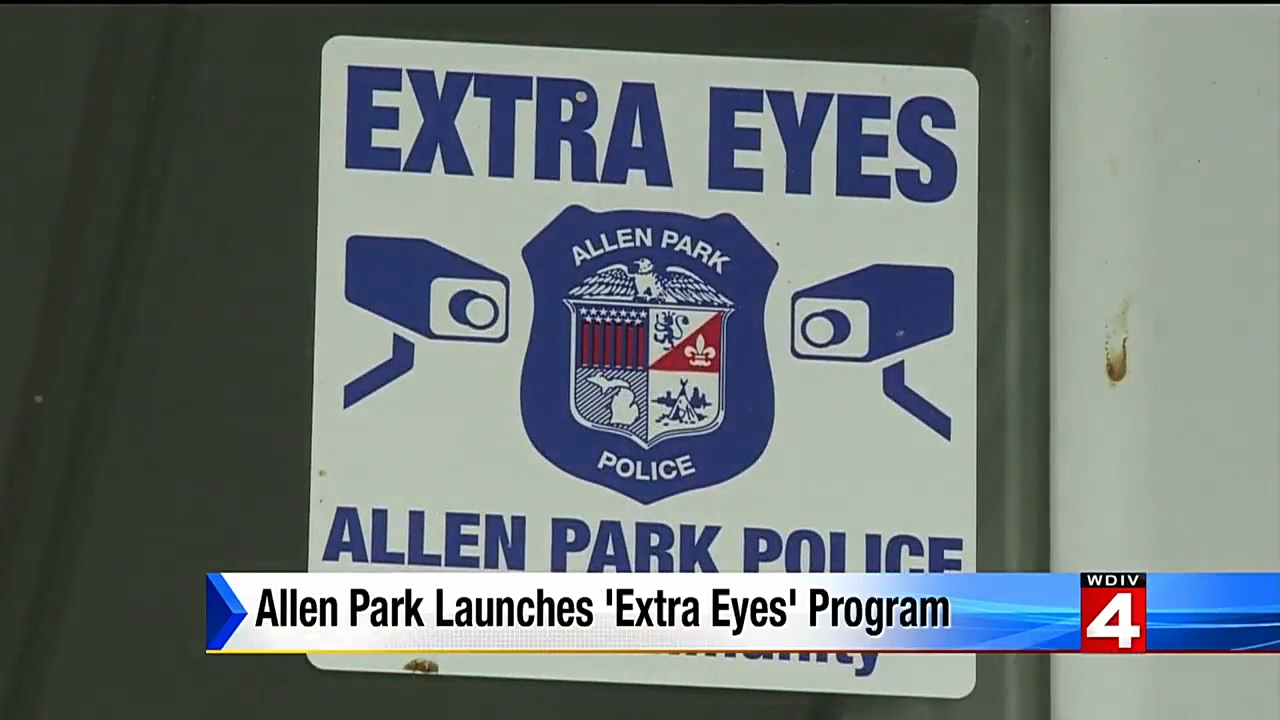 EXTRA EYES
ALLEN PARK
POLICE
ALLEN PARK POLICE
Allen Park Launches 'Extra Eyes' Program
WDIV
4